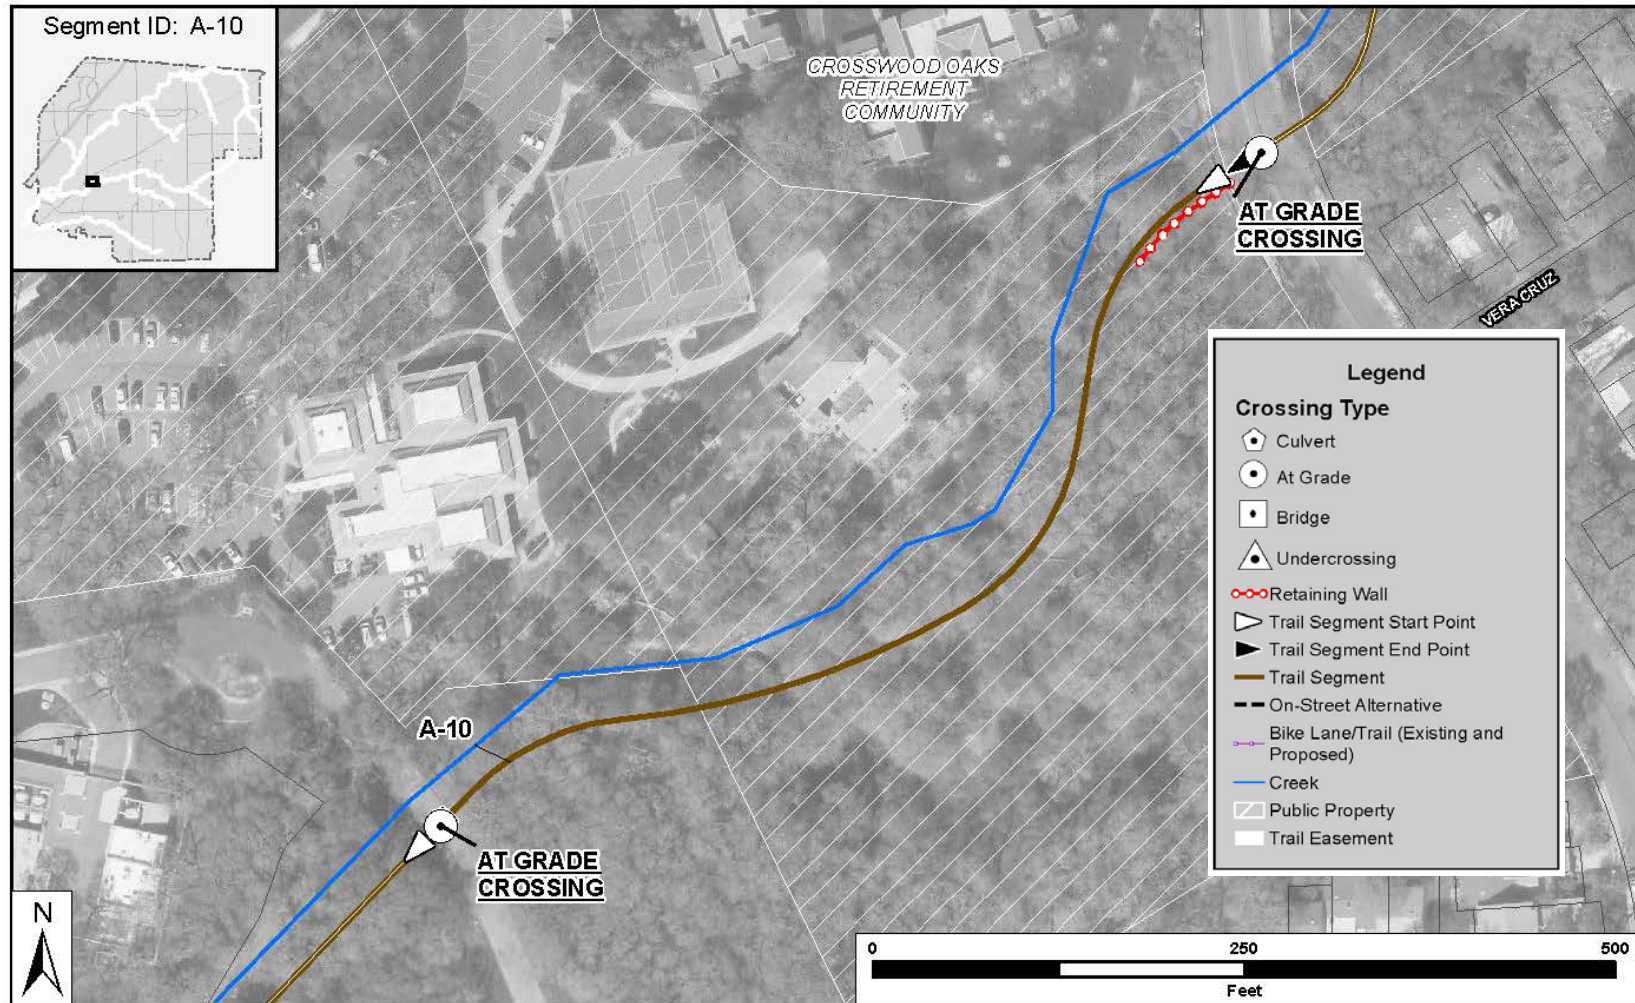 Segment ID: A-10
CROSSWOOD OAKS
RETIREMENT
COMMUNITY
AT GRADE
CROSSING
VERA CRUZ
Legend
Crossing Type
Culvert
At Grade
Bridge
Undercrossing
Retaining Wall
Trail Segment Start Point
Trail Segment End Point
Trail Segment
On-Street Alternative
Bike Lane/Trail (Existing and
Proposed)
Creek
Public Property
Trail Easement
A-10
AT GRADE
CROSSING
N
0 250 500
Feet